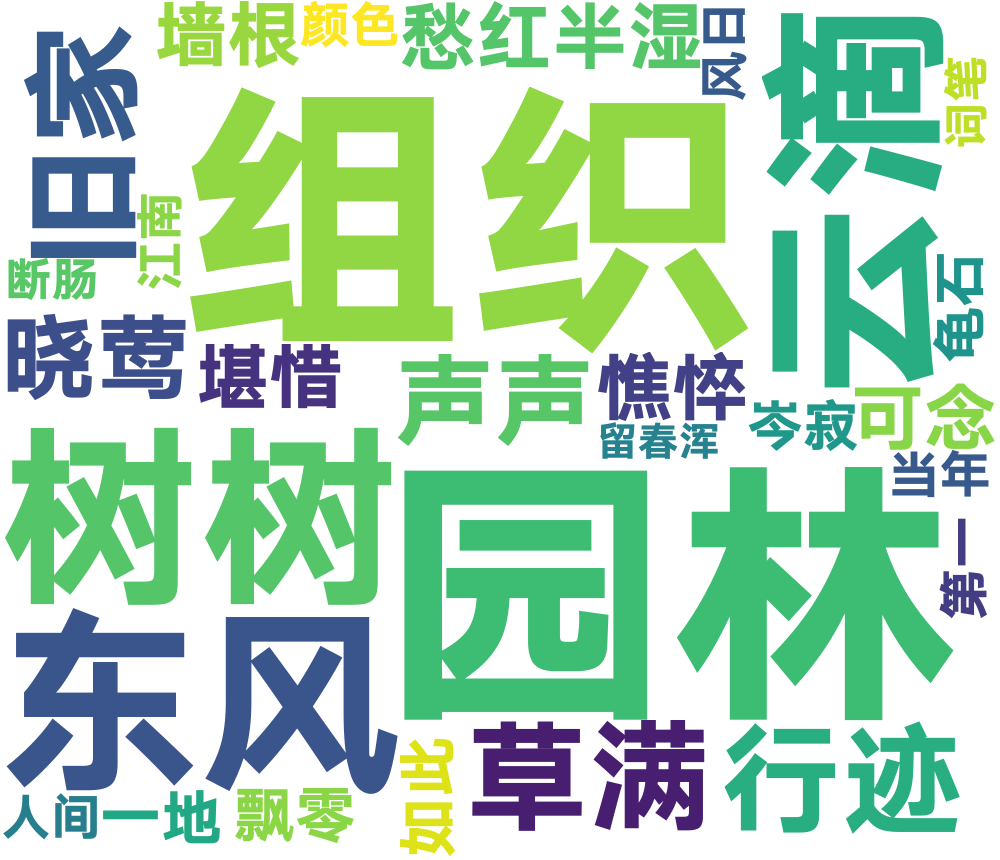 墙根
颜色
愁红半湿
风日
滴
词笔
旧家
组织
江南
云
龟石
断肠
晓莺
堪惜
声声
憔悴
岑寂
可念
留春浑
当年
树树
园林
第一
东风
草满
行迹
如此
人间
一地
飘零